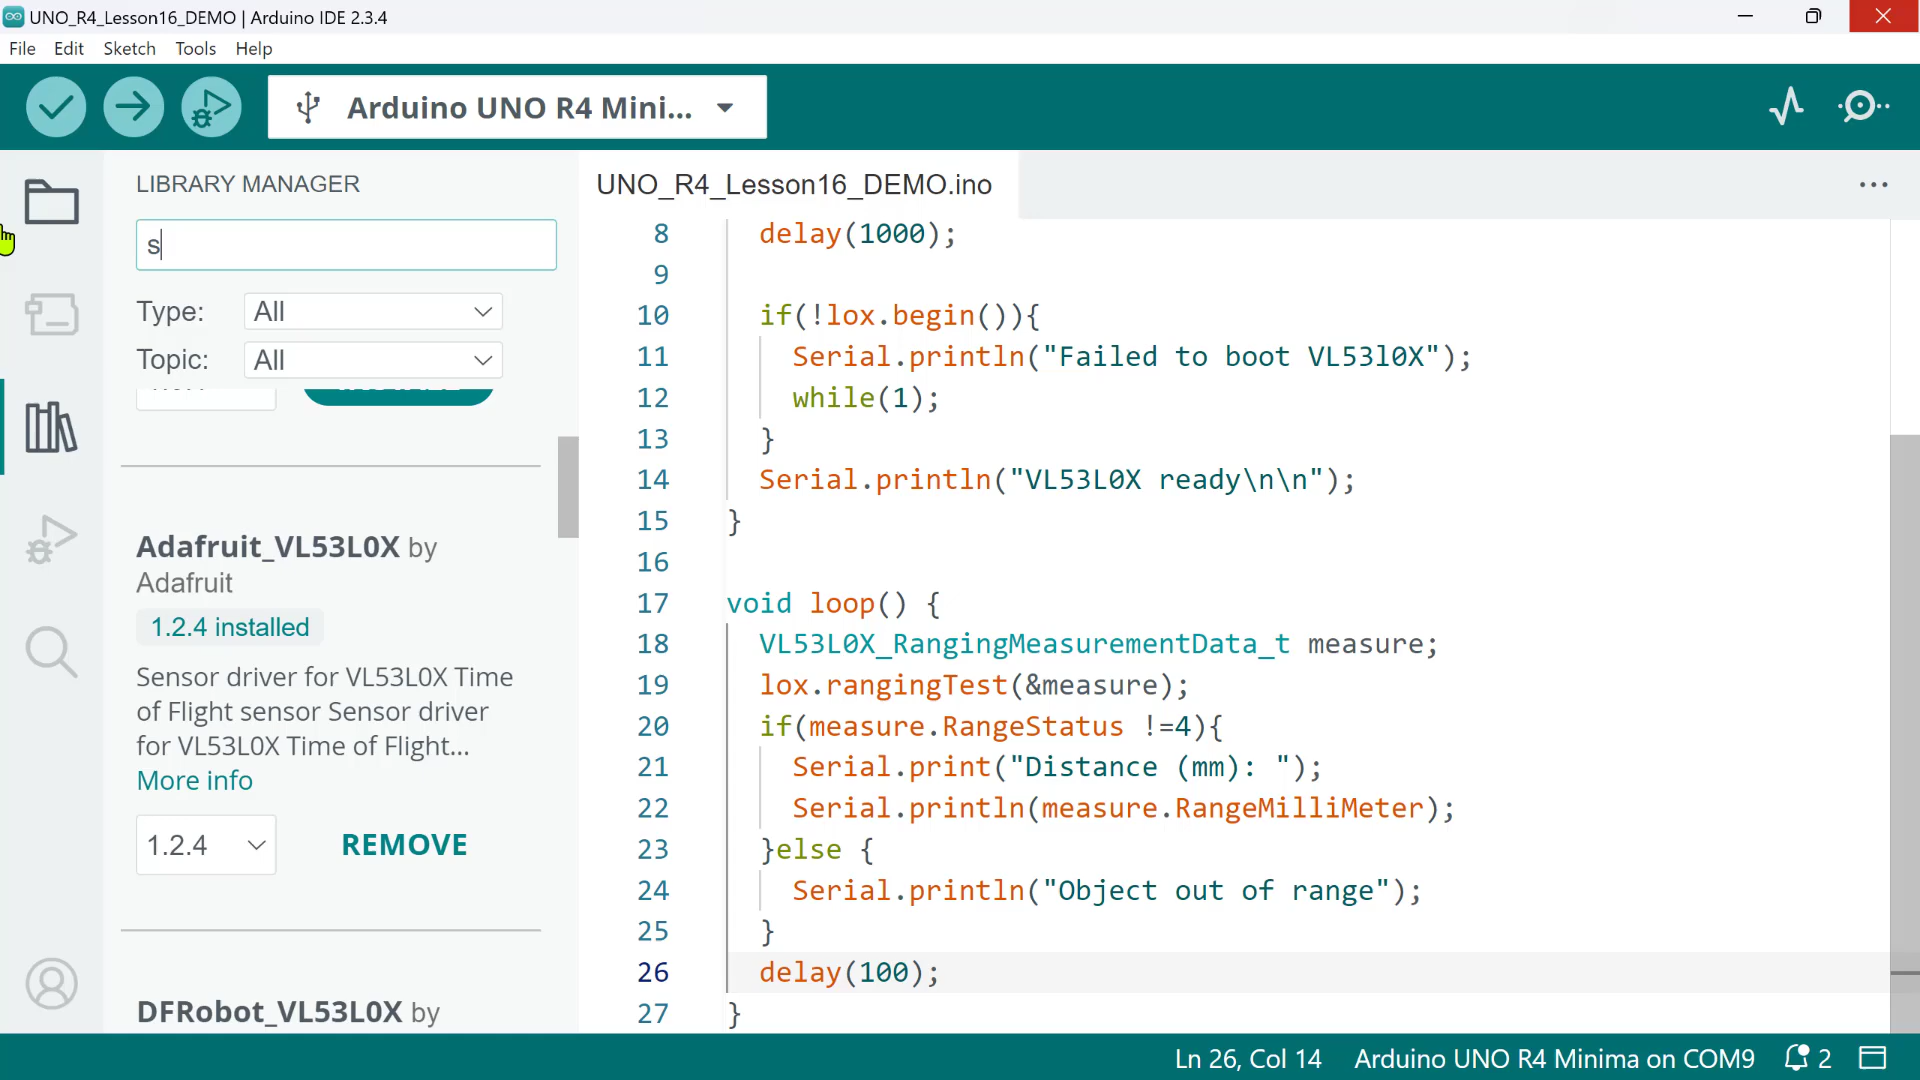 UNO_R4_Lesson16_DEMO | Arduino IDE 2.3.4
File Edit Sketch Tools Help
Arduino UNO R4 Mini...
LIBRARY MANAGER
s
Type: All
Topic: All
Adafruit_VL53L0X by
Adafruit
1.2.4 installed
Sensor driver for VL53L0X Time
of Flight sensor Sensor driver
for VL53L0X Time of Flight...
More info
1.2.4 REMOVE
DFRobot_VL53L0X by
UNO_R4_Lesson16_DEMO.ino
8 delay(1000);
9
10 if(!lox.begin()){
11 Serial.println("Failed to boot VL53l0X");
12 while(1);
13 }
14 Serial.println("VL53L0X ready\n\n");
15 }
16
17 void loop() {
18 VL53L0X_RangingMeasurementData_t measure;
19 lox.rangingTest(&measure);
20 if(measure.RangeStatus !=4){
21 Serial.print("Distance (mm): ");
22 Serial.println(measure.RangeMilliMeter);
23 }else {
24 Serial.println("Object out of range");
25 }
26 delay(100);
27 }
Ln 26, Col 14 Arduino UNO R4 Minima on COM9 2